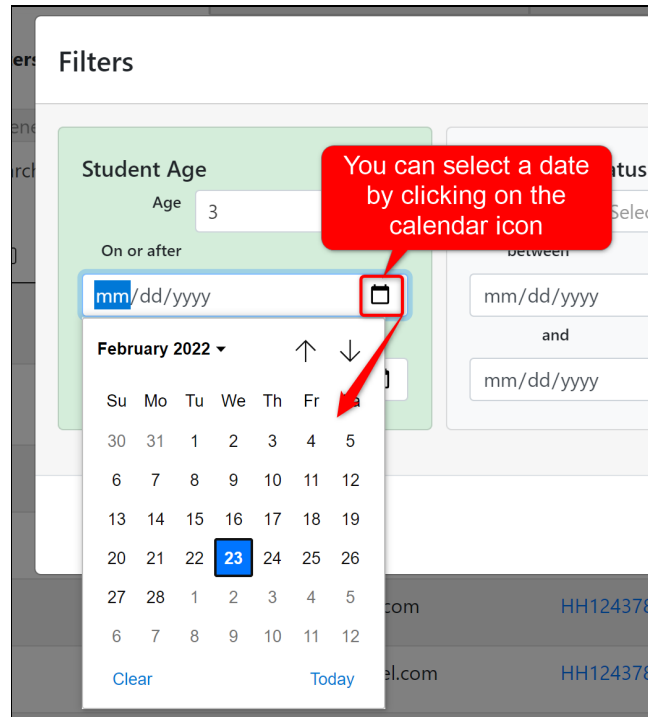 Filters
Student Age
You can select a date
by clicking on the
calendar icon
Age
3
On or after
between
mm/dd/yyyy
mm/dd/yyyy
and
mm/dd/yyyy
February 2022
Su Mo Tu We Th Fr
30 31 1 2 3 4 5
6 7 8 9 10 11 12
13 14 15 16 17 18 19
20 21 22 23 24 25 26
27 28 1 2 3 4 5
6 7 8 9 10 11 12
Clear Today
.com
HH124378
el.com
HH124378